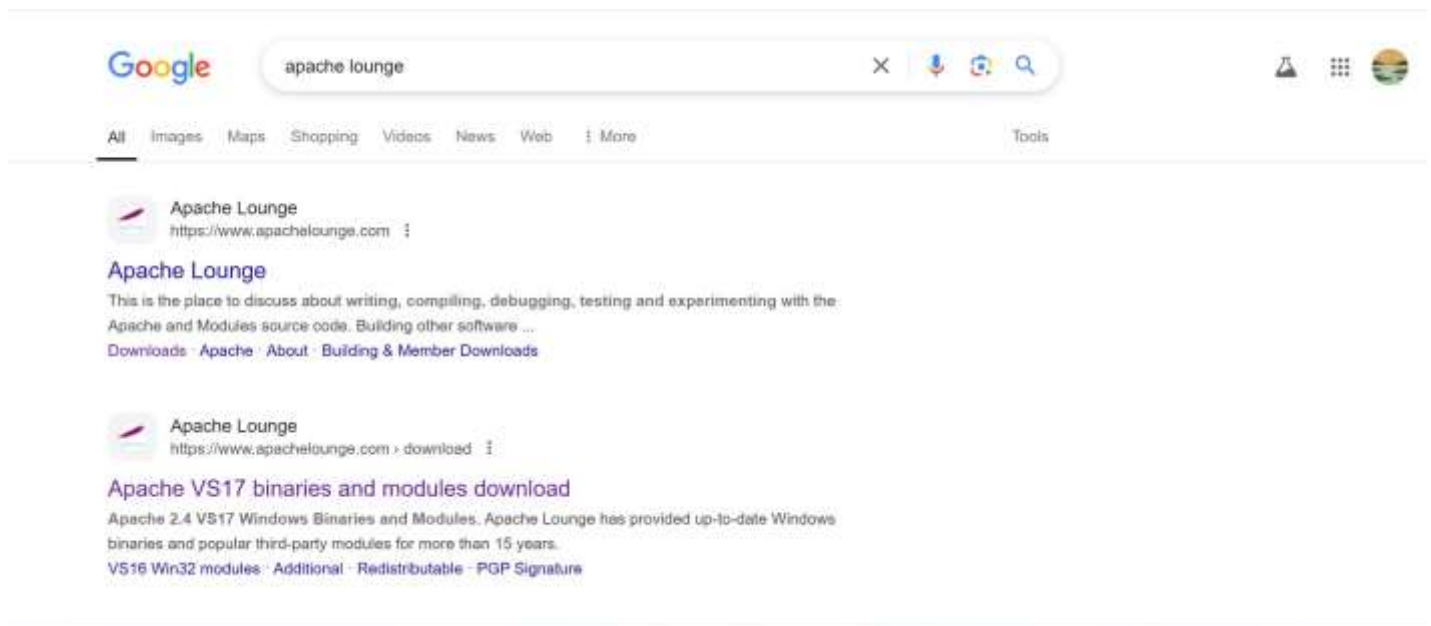 Google
apache lounge
All Images Maps Shopping Videos News Web ⋮ More Tools
Apache Lounge
https://www.apachelounge.com ⋮
Apache Lounge
This is the place to discuss about writing, compiling, debugging, testing and experimenting with the
Apache and Modules source code. Building other software ...
Downloads · Apache · About · Building & Member Downloads
Apache Lounge
https://www.apachelounge.com › download ⋮
Apache VS17 binaries and modules download
Apache 2.4 VS17 Windows Binaries and Modules. Apache Lounge has provided up-to-date Windows
binaries and popular third-party modules for more than 15 years.
VS16 Win32 modules · Additional · Redistributable · PGP Signature